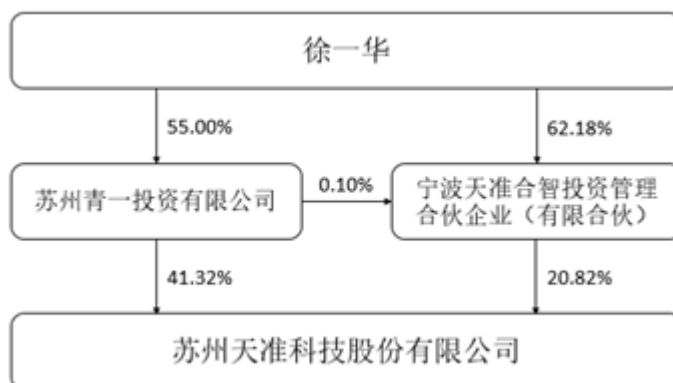 徐一华
55.00%
62.18%
苏州青一投资有限公司
0.10%
宁波天准合智投资管理
合伙企业（有限合伙）
41.32%
20.82%
苏州天准科技股份有限公司